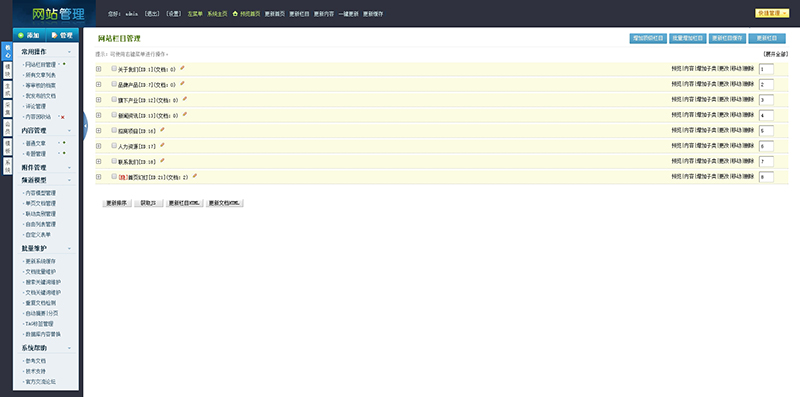 网站管理
您好: admin [退出] [设置] 左菜单 系统主页 预览首页 更新首页 更新栏目 更新内容 一键更新 更新缓存
快捷管理
添加 管理
核心
模块
生成
采集
会员
模板
系统
常用操作
网站栏目管理
所有文章列表
等审核的档案
我发布的文档
评论管理
内容回收站
内容管理
普通文章
专题管理
附件管理
频道模型
内容模型管理
单页文档管理
联动类别管理
自由列表管理
自定义表单
批量维护
更新系统缓存
文档批量维护
搜索关键词维护
文档关键词维护
重复文档检测
自动摘要|分页
TAG标签管理
数据库内容替换
系统帮助
参考文档
技术支持
官方交流论坛
网站栏目管理
增加顶级栏目 批量增加栏目 更新栏目缓存 更新栏目
提示:可使用右键菜单进行操作。
[展开全部]
关于我们[ID:1](文档:0) 预览|内容|增加子类|更改|移动|删除 1
品牌产品[ID:7](文档:0) 预览|内容|增加子类|更改|移动|删除 2
旗下产业[ID:12](文档:0) 预览|内容|增加子类|更改|移动|删除 3
新闻资讯[ID:13](文档:0) 预览|内容|增加子类|更改|移动|删除 4
招商项目[ID:16] 预览|内容|增加子类|更改|移动|删除 5
人力资源[ID:17] 预览|内容|增加子类|更改|移动|删除 6
联系我们[ID:18] 预览|内容|增加子类|更改|移动|删除 7
[隐]首页幻灯[ID:21](文档:2) 预览|内容|增加子类|更改|移动|删除 8
更新排序 获取JS 更新栏目HTML 更新文档HTML